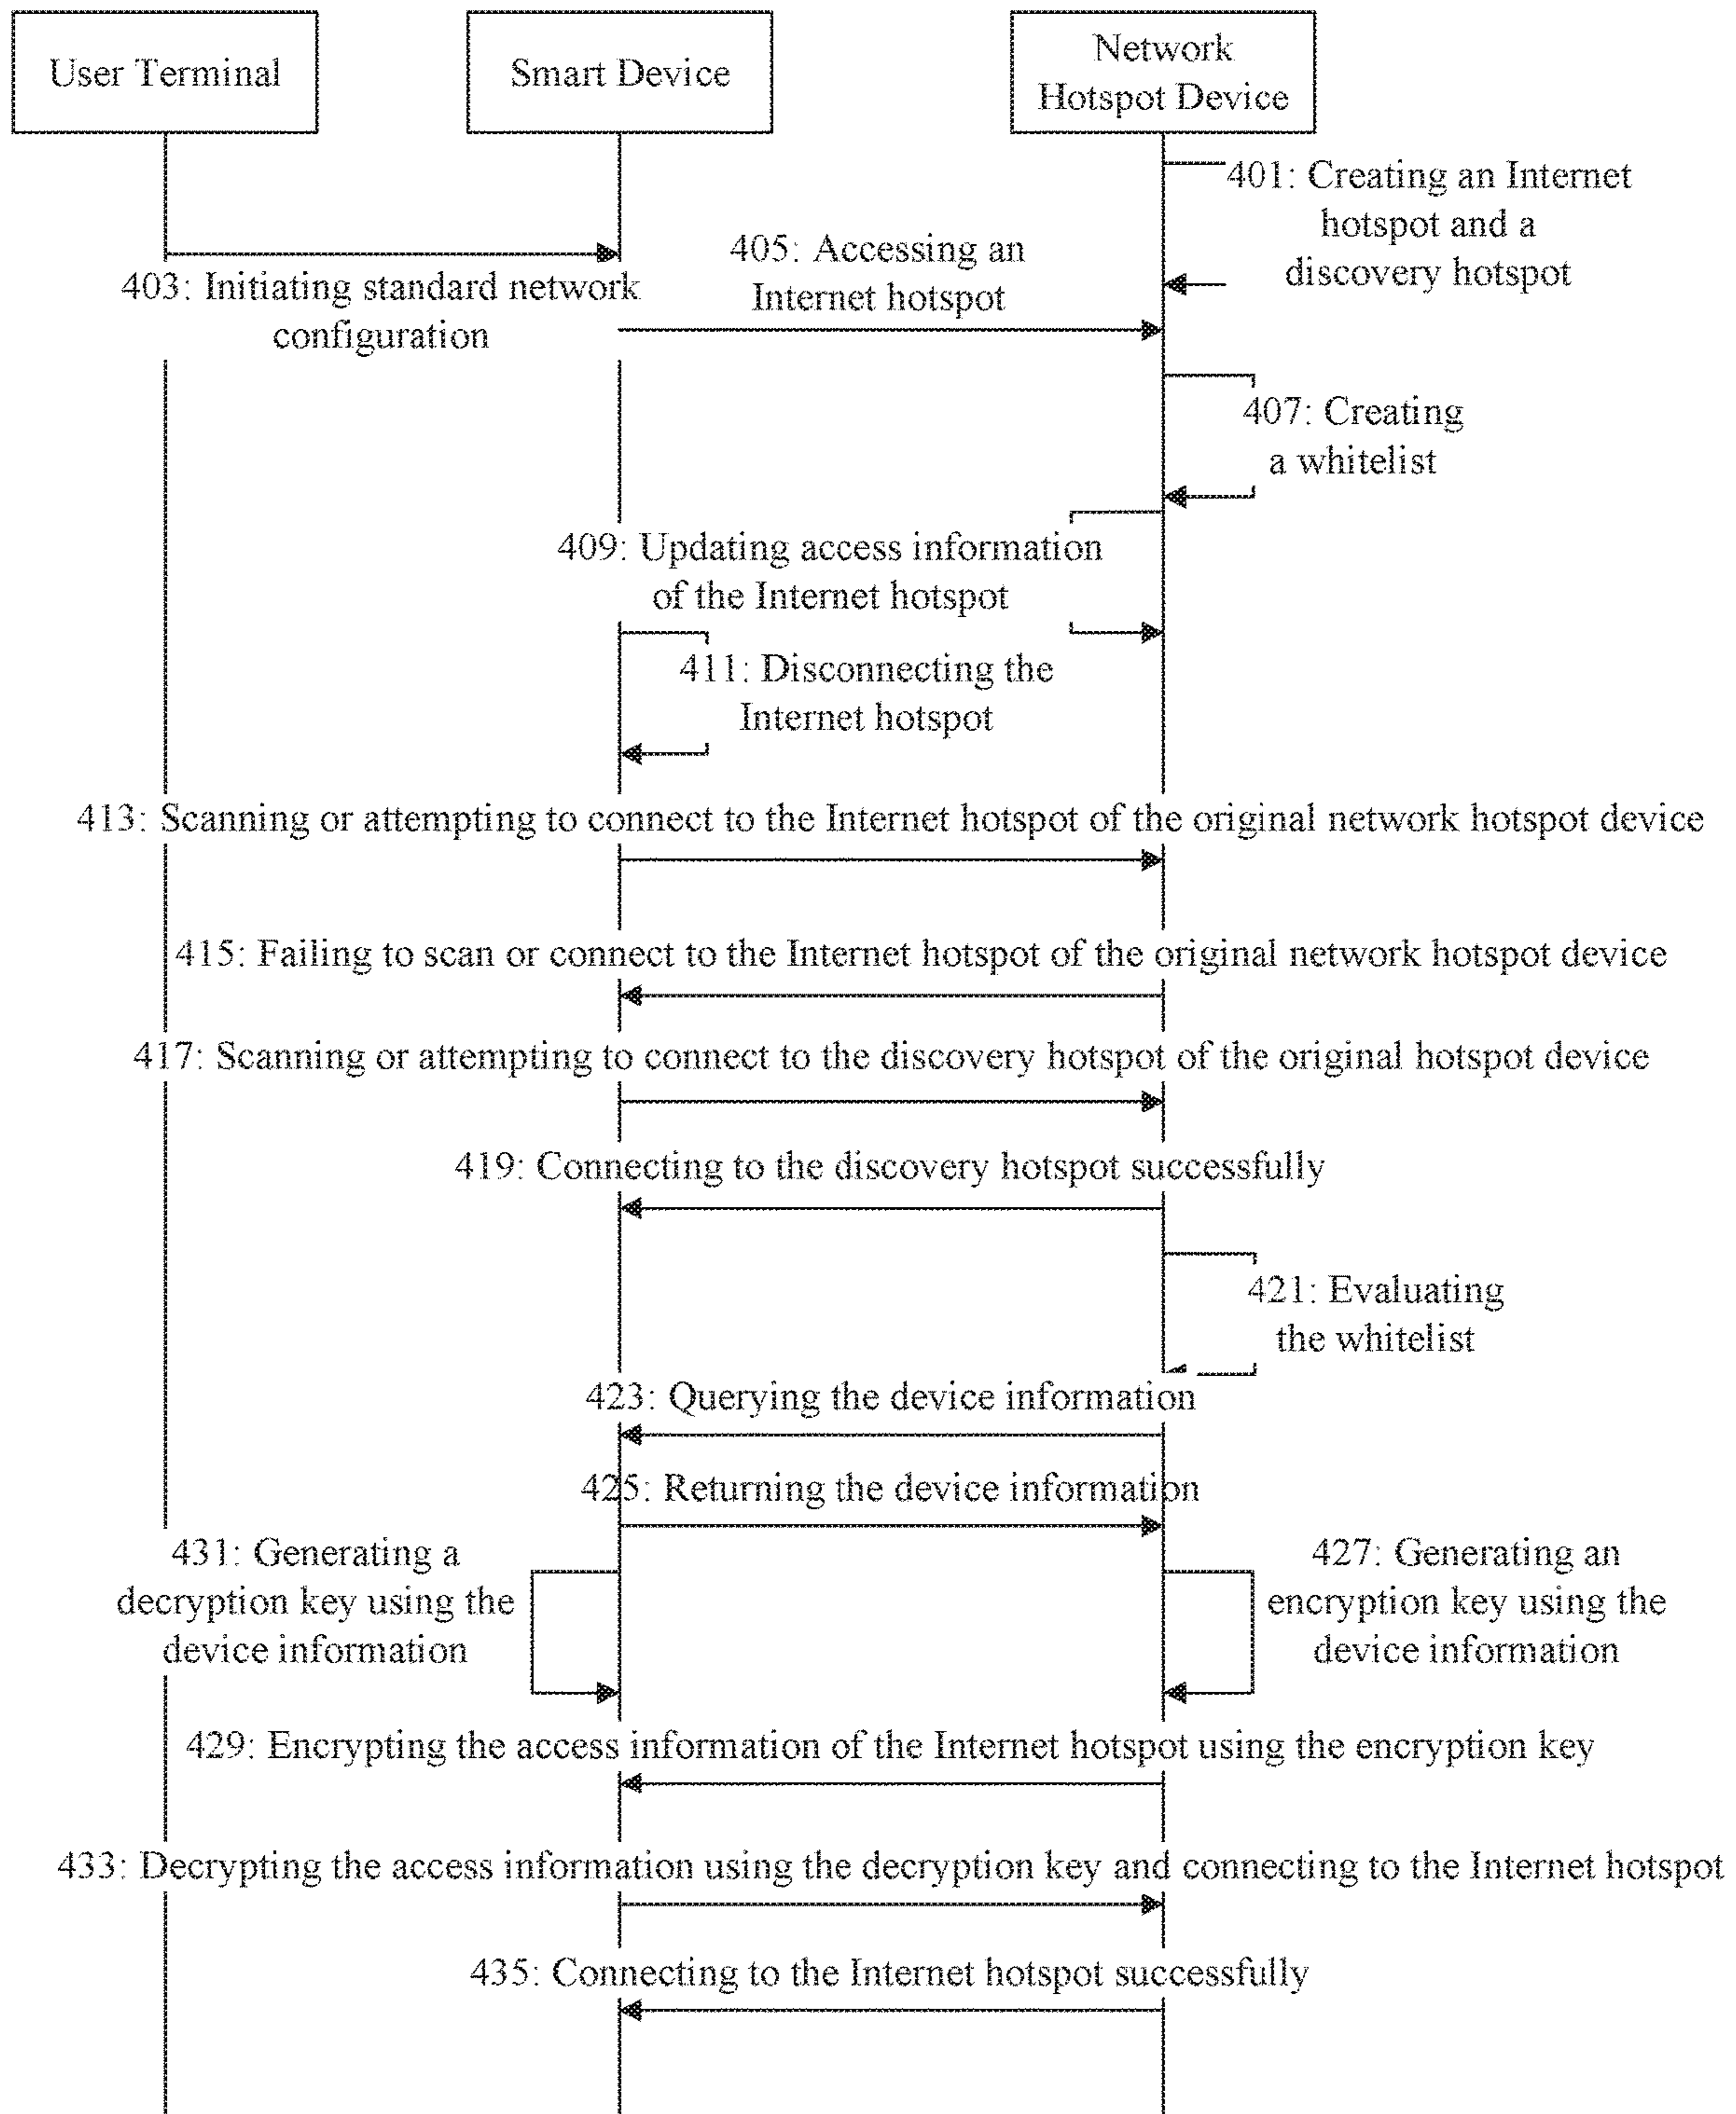 User Terminal
Smart Device
Network
Hotspot Device
401: Creating an Internet
hotspot and a
discovery hotspot
403: Initiating standard network
configuration
405: Accessing an
Internet hotspot
407: Creating
a whitelist
409: Updating access information
of the Internet hotspot
411: Disconnecting the
Internet hotspot
413: Scanning or attempting to connect to the Internet hotspot of the original network hotspot device
415: Failing to scan or connect to the Internet hotspot of the original network hotspot device
417: Scanning or attempting to connect to the discovery hotspot of the original hotspot device
419: Connecting to the discovery hotspot successfully
421: Evaluating
the whitelist
423: Querying the device information
425: Returning the device information
431: Generating a
decryption key using the
device information
427: Generating an
encryption key using the
device information
429: Encrypting the access information of the Internet hotspot using the encryption key
433: Decrypting the access information using the decryption key and connecting to the Internet hotspot
435: Connecting to the Internet hotspot successfully